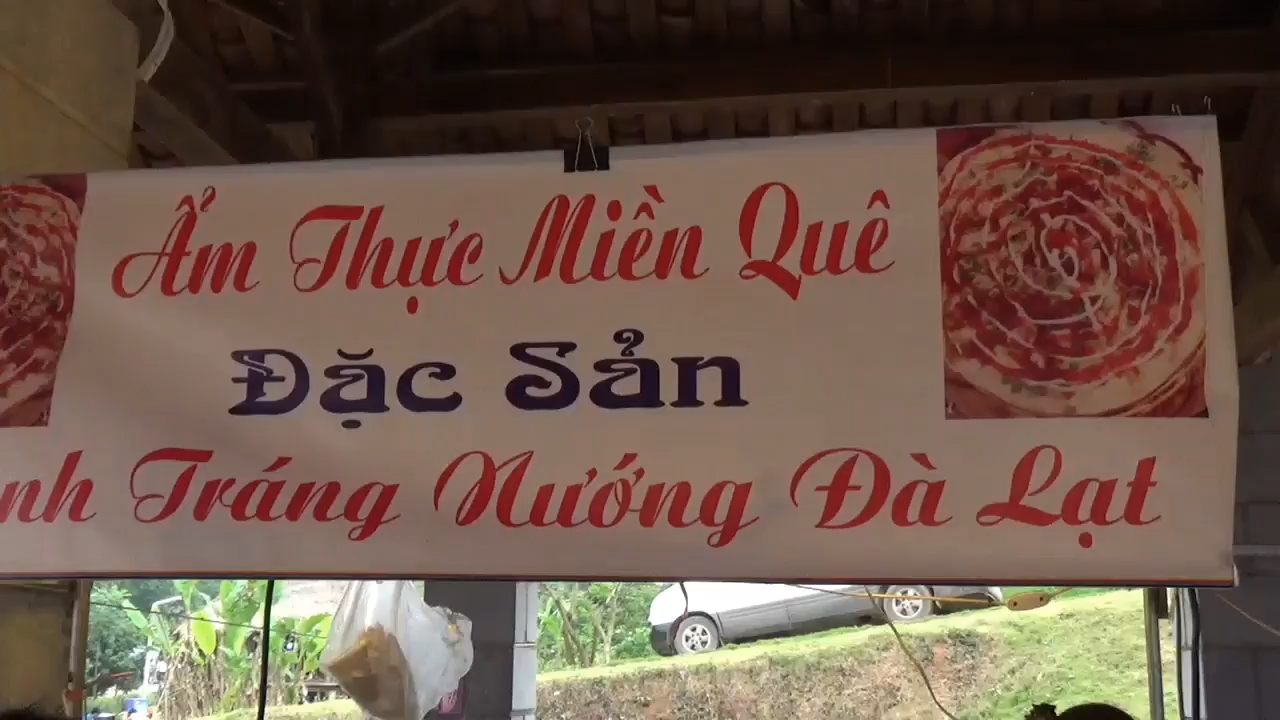 Ẩm Thực Miền Quê
Đặc Sản
nh Tráng Nướng Đà Lạt